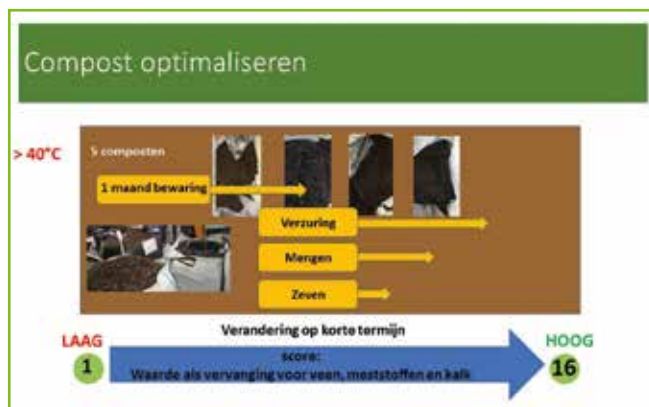 Compost optimaliseren
> 40°C
5 composten
1 maand bewaring
Verzuring
Mengen
Zeven
Verandering op korte termijn
LAAG
HOOG
1
score:
16
Waarde als vervanging voor veen, meststoffen en kalk